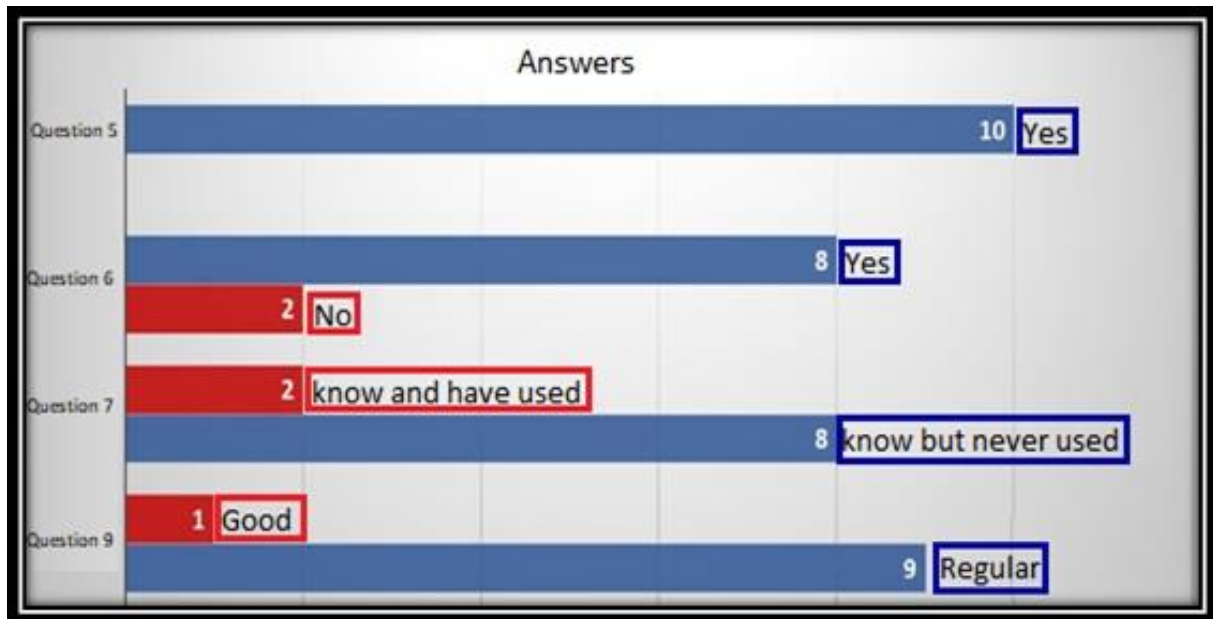 Answers
Question 5
10 Yes
Question 6
8 Yes
2 No
Question 7
2 know and have used
8 know but never used
Question 9
1 Good
9 Regular